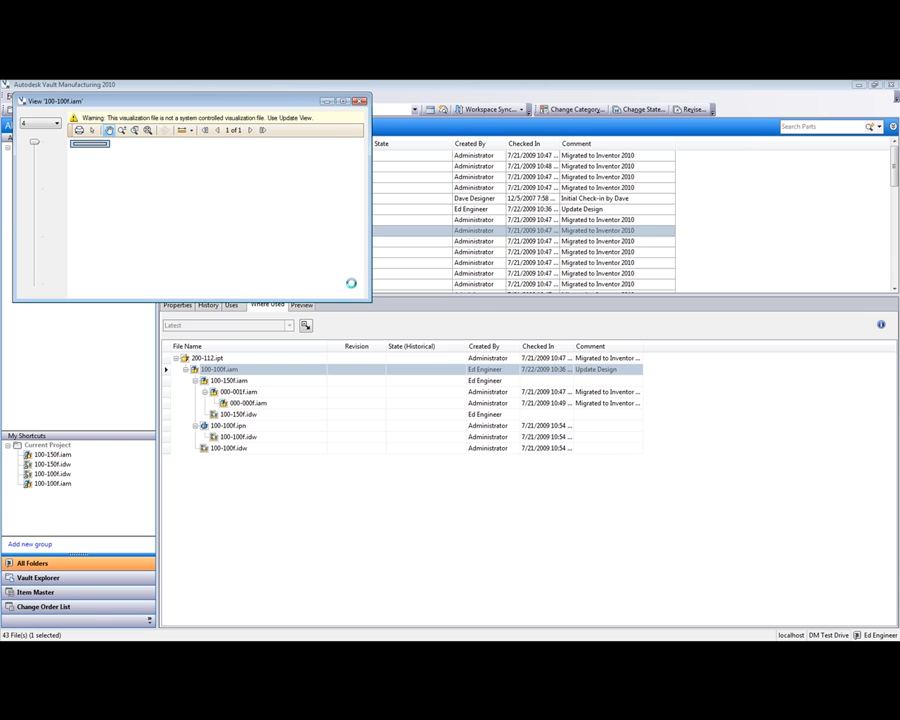 Autodesk Vault Manufacturing 2010
View '100-100f.iam'
4
Warning: This visualization file is not a system controlled visualization file. Use Update View.
1 of 1
Workspace Sync...
Change Category...
Change State...
Revise...
Search Parts
State Created By Checked In Comment
Administrator 7/21/2009 10:47 ... Migrated to Inventor 2010
Administrator 7/21/2009 10:48 ... Migrated to Inventor 2010
Administrator 7/21/2009 10:47 ... Migrated to Inventor 2010
Administrator 7/21/2009 10:47 ... Migrated to Inventor 2010
Dave Designer 12/5/2007 7:58 ... Initial Check-in by Dave
Ed Engineer 7/22/2009 10:36 ... Update Design
Administrator 7/21/2009 10:47 ... Migrated to Inventor 2010
Administrator 7/21/2009 10:47 ... Migrated to Inventor 2010
Administrator 7/21/2009 10:47 ... Migrated to Inventor 2010
Administrator 7/21/2009 10:47 ... Migrated to Inventor 2010
Administrator 7/21/2009 10:47 ... Migrated to Inventor 2010
Administrator 7/21/2009 10:47 ... Migrated to Inventor 2010
Administrator 7/21/2009 10:47 ... Migrated to Inventor 2010
Properties History Uses Where Used Preview
Latest
File Name Revision State (Historical) Created By Checked In Comment
200-112.ipt Administrator 7/21/2009 10:47 ... Migrated to Inventor ...
100-100f.iam Ed Engineer 7/22/2009 10:36 ... Update Design
100-150f.iam Ed Engineer
000-001f.iam Administrator 7/21/2009 10:47 ... Migrated to Inventor ...
000-000f.iam Administrator 7/21/2009 10:49 ... Migrated to Inventor ...
100-150f.idw Ed Engineer
100-100f.ipn Administrator 7/21/2009 10:54 ...
100-100f.idw Administrator 7/21/2009 10:54 ...
100-100f.idw Administrator 7/21/2009 10:54 ...
My Shortcuts
Current Project
100-150f.iam
100-150f.idw
100-100f.idw
100-100f.iam
Add new group
All Folders
Vault Explorer
Item Master
Change Order List
43 File(s) (1 selected)
localhost DM Test Drive Ed Engineer